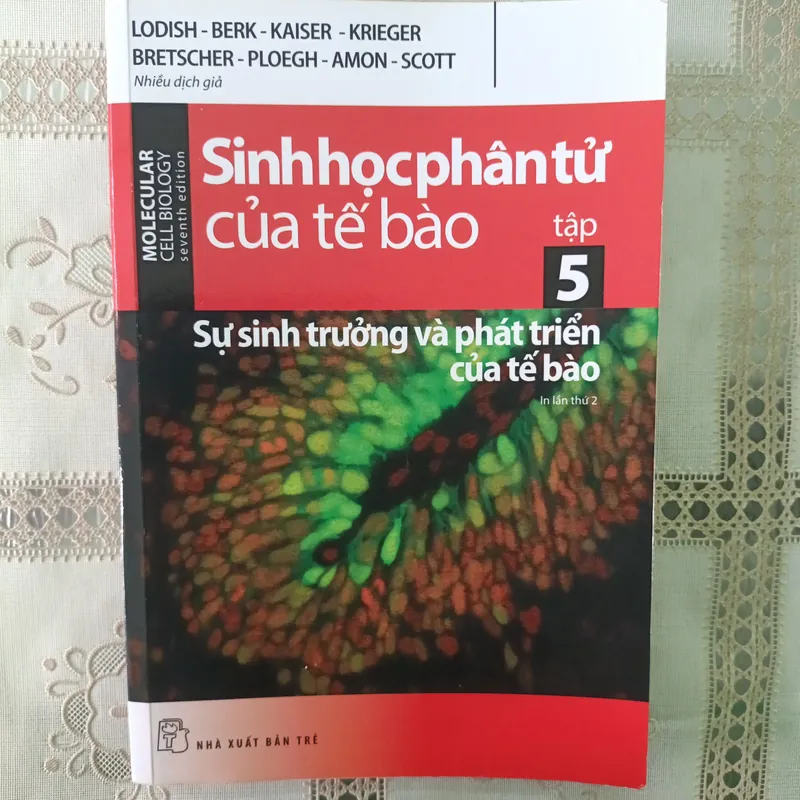 LODISH - BERK - KAISER - KRIEGER
BRETSCHER - PLOEGH - AMON - SCOTT
Nhiều dịch giả
MOLECULAR
CELL BIOLOGY
seventh edition
Sinh học phân tử
của tế bào
tập
5
Sự sinh trưởng và phát triển
của tế bào
In lần thứ 2
NHÀ XUẤT BẢN TRẺ